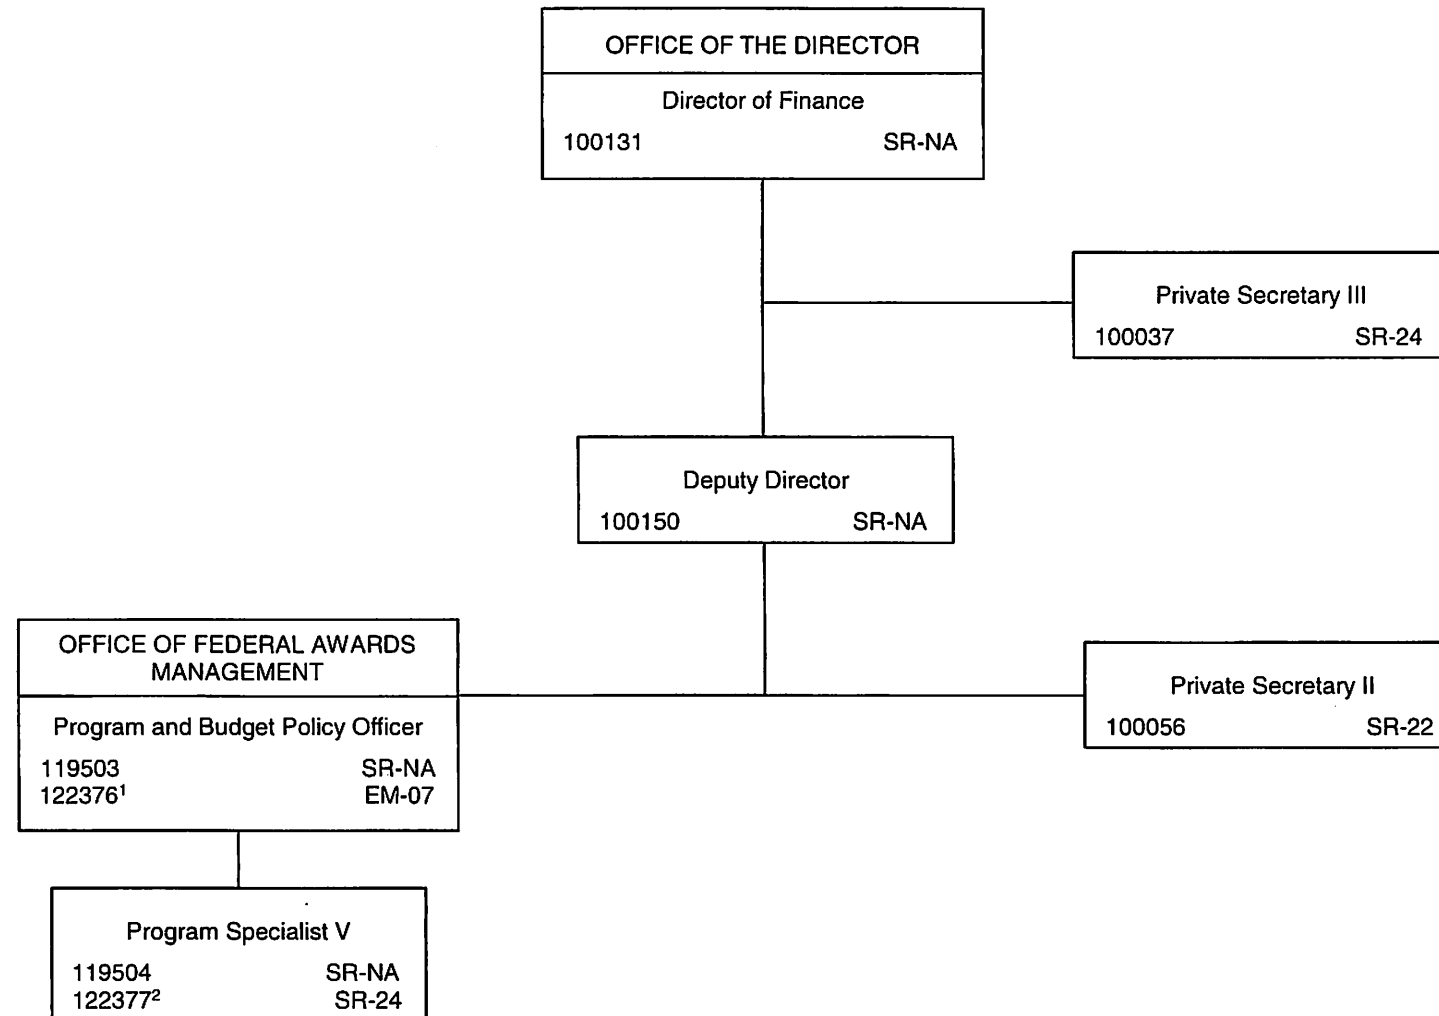 OFFICE OF THE DIRECTOR
Director of Finance
100131 SR-NA
Private Secretary III
100037 SR-24
Deputy Director
100150 SR-NA
OFFICE OF FEDERAL AWARDS
MANAGEMENT
Program and Budget Policy Officer
119503 SR-NA
122376¹ EM-07
Private Secretary II
100056 SR-22
Program Specialist V
119504 SR-NA
122377² SR-24